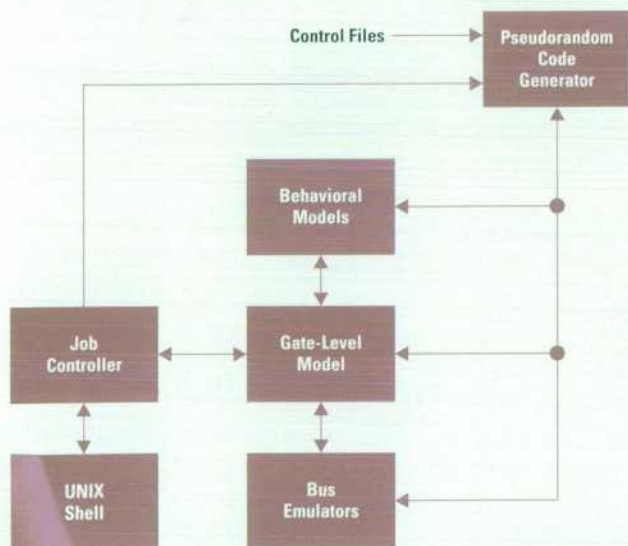 Control Files
Pseudorandom
Code
Generator
Behavioral
Models
Job
Controller
Gate-Level
Model
UNIX
Shell
Bus
Emulators